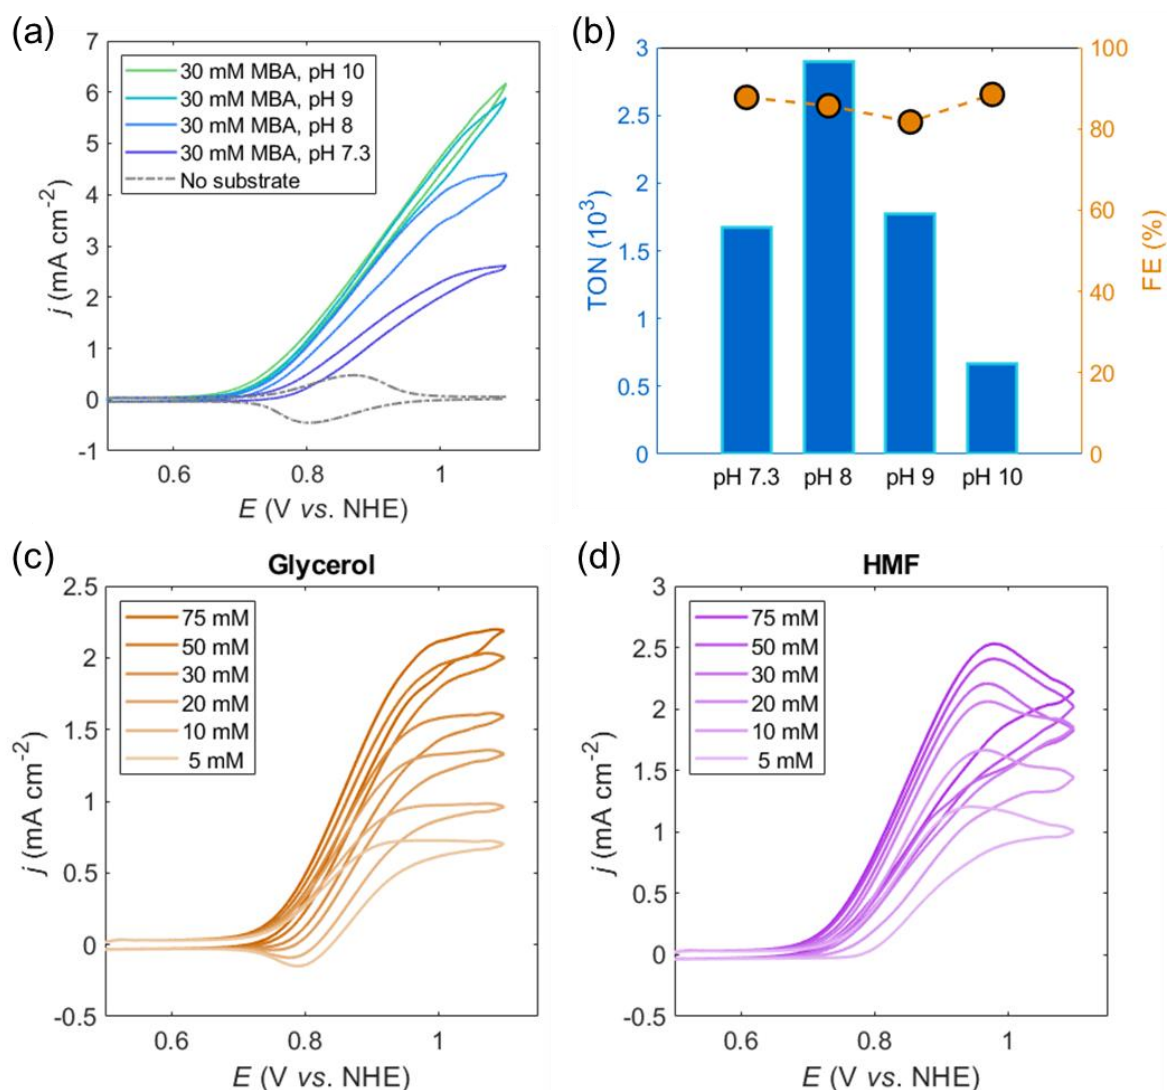 (a)
7
6
5
4
3
2
1
0
-1
j (mA cm⁻²)
30 mM MBA, pH 10
30 mM MBA, pH 9
30 mM MBA, pH 8
30 mM MBA, pH 7.3
No substrate
0.6 0.8 1
E (V vs. NHE)
(b)
3
2.5
2
1.5
1
0.5
0
TON (10³)
100
80
60
40
20
0
FE (%)
pH 7.3 pH 8 pH 9 pH 10
(c)
Glycerol
2.5
2
1.5
1
0.5
0
-0.5
j (mA cm⁻²)
75 mM
50 mM
30 mM
20 mM
10 mM
5 mM
0.6 0.8 1
E (V vs. NHE)
(d)
HMF
3
2.5
2
1.5
1
0.5
0
-0.5
j (mA cm⁻²)
75 mM
50 mM
30 mM
20 mM
10 mM
5 mM
0.6 0.8 1
E (V vs. NHE)